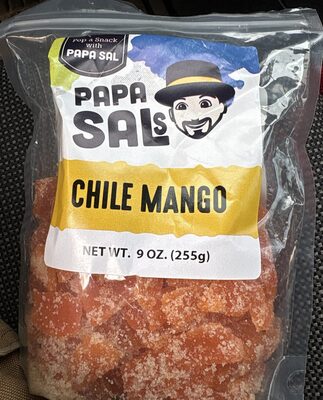 Pop a Snack
with
PAPA SAL
PAPA
SALs
CHILE MANGO
NET WT. 9 OZ. (255g)